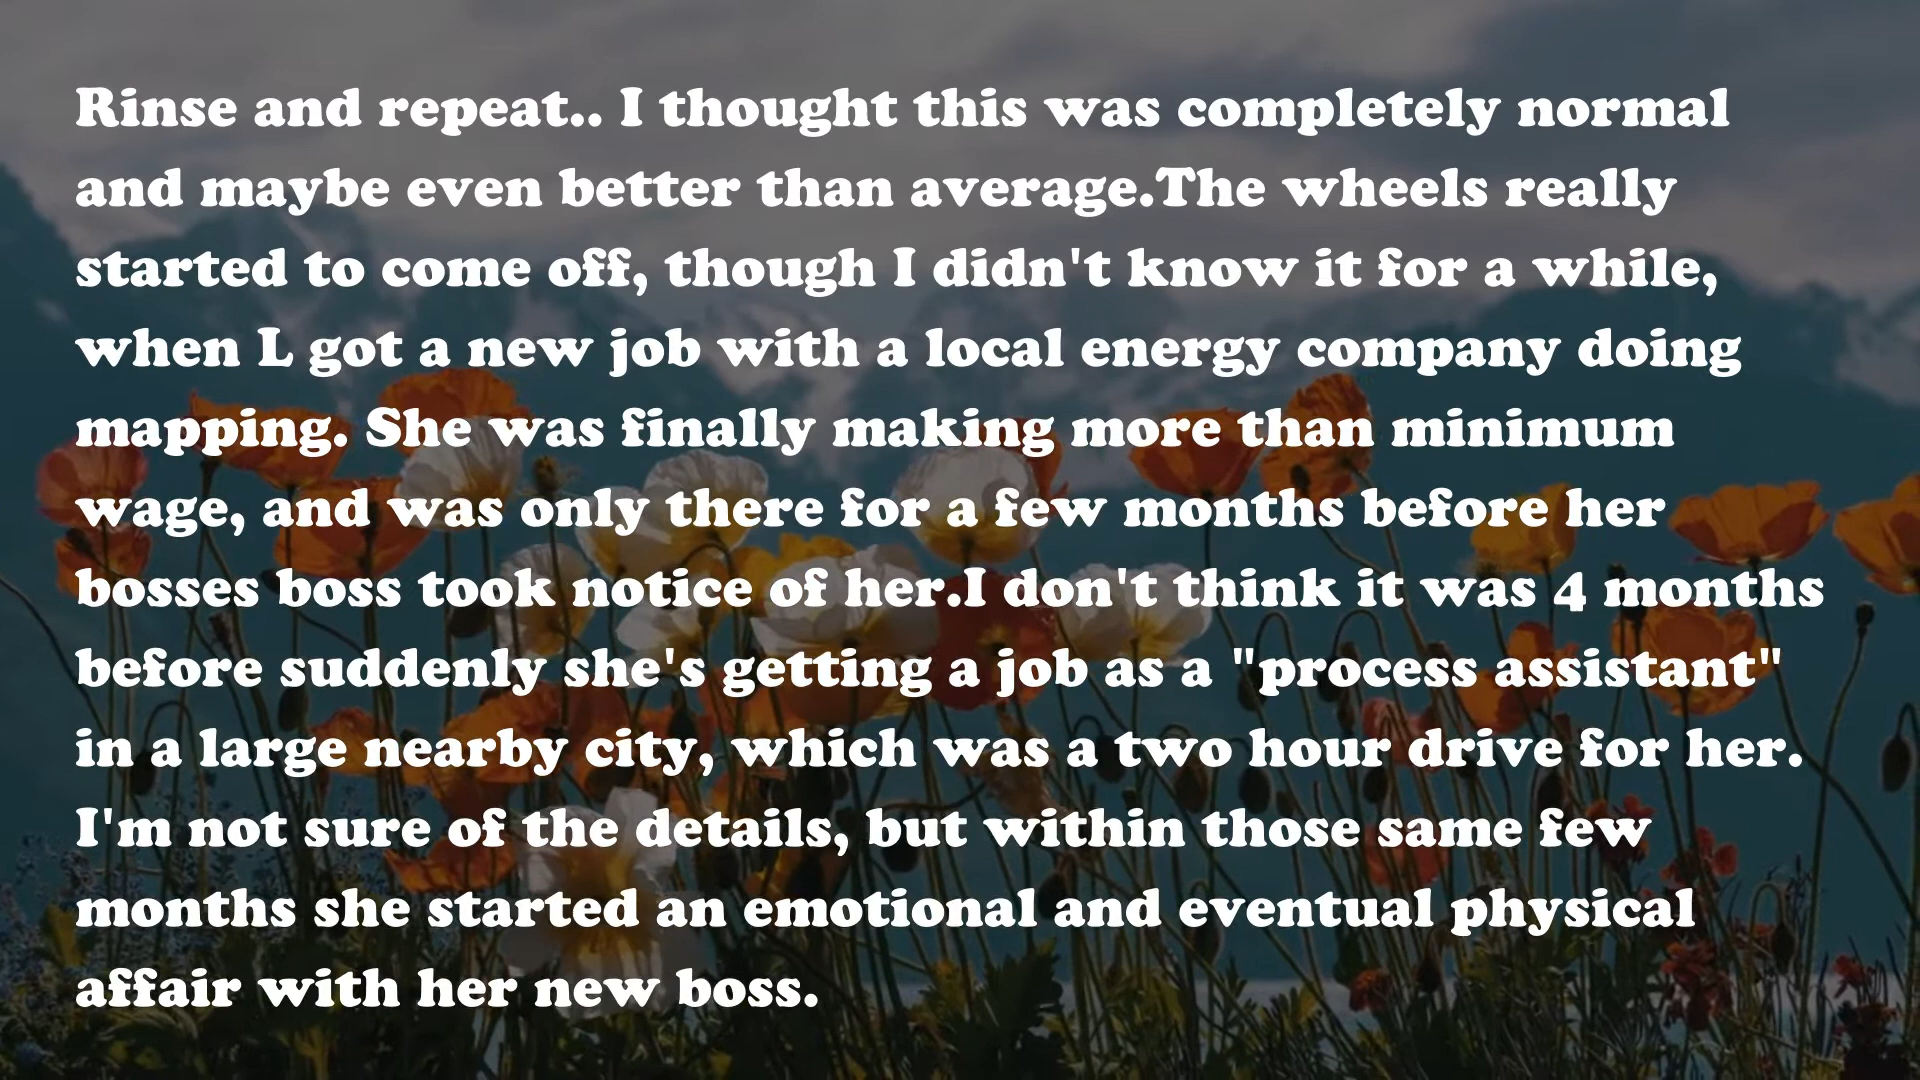 Rinse and repeat.. I thought this was completely normal
and maybe even better than average.The wheels really
started to come off, though I didn't know it for a while,
when L got a new job with a local energy company doing
mapping. She was finally making more than minimum
wage, and was only there for a few months before her
bosses boss took notice of her.I don't think it was 4 months
before suddenly she's getting a job as a "process assistant"
in a large nearby city, which was a two hour drive for her.
I'm not sure of the details, but within those same few
months she started an emotional and eventual physical
affair with her new boss.